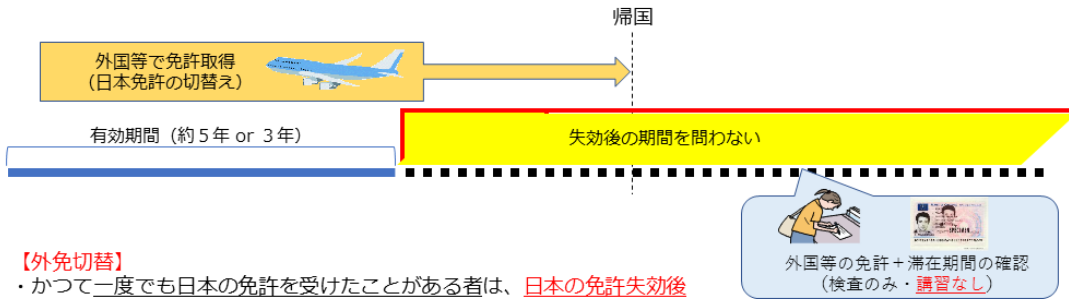 帰国
外国等で免許取得
(日本免許の切替え)
有効期間(約5年 or 3年)
失効後の期間を問わない
SPECIMEN
外国等の免許+滞在期間の確認
(検査のみ・講習なし)
【外免切替】
・かつて一度でも日本の免許を受けたことがある者は、日本の免許失効後